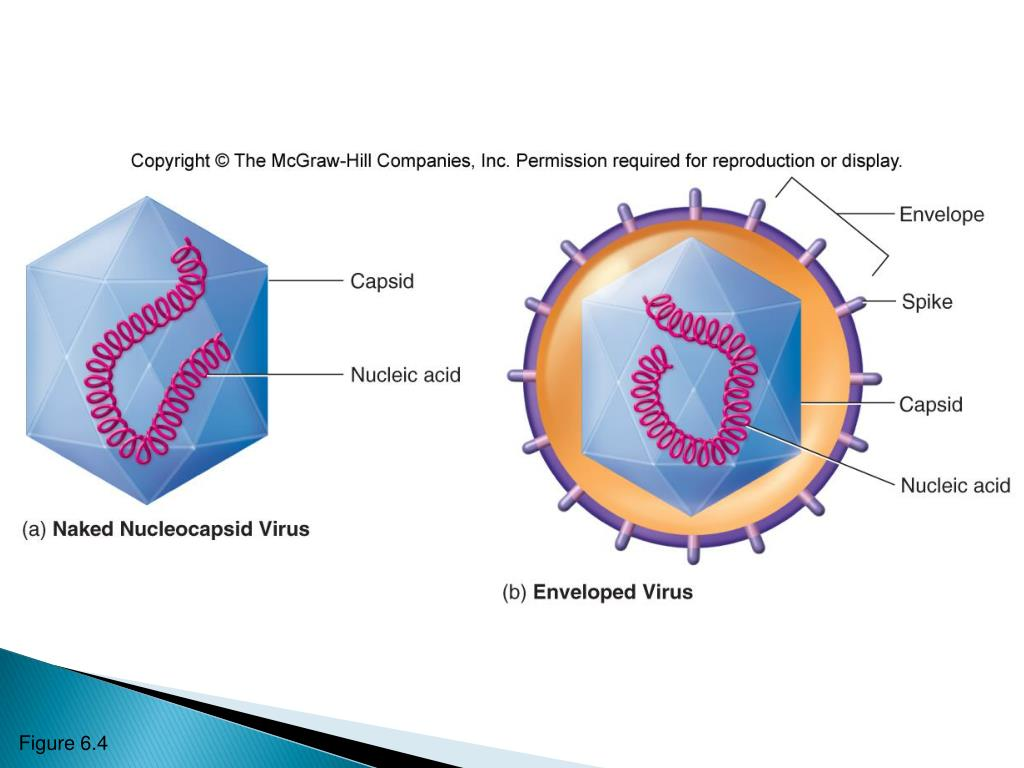 Copyright © The McGraw-Hill Companies, Inc. Permission required for reproduction or display.
Capsid
Nucleic acid
(a) Naked Nucleocapsid Virus
Envelope
Spike
Capsid
Nucleic acid
(b) Enveloped Virus
Figure 6.4